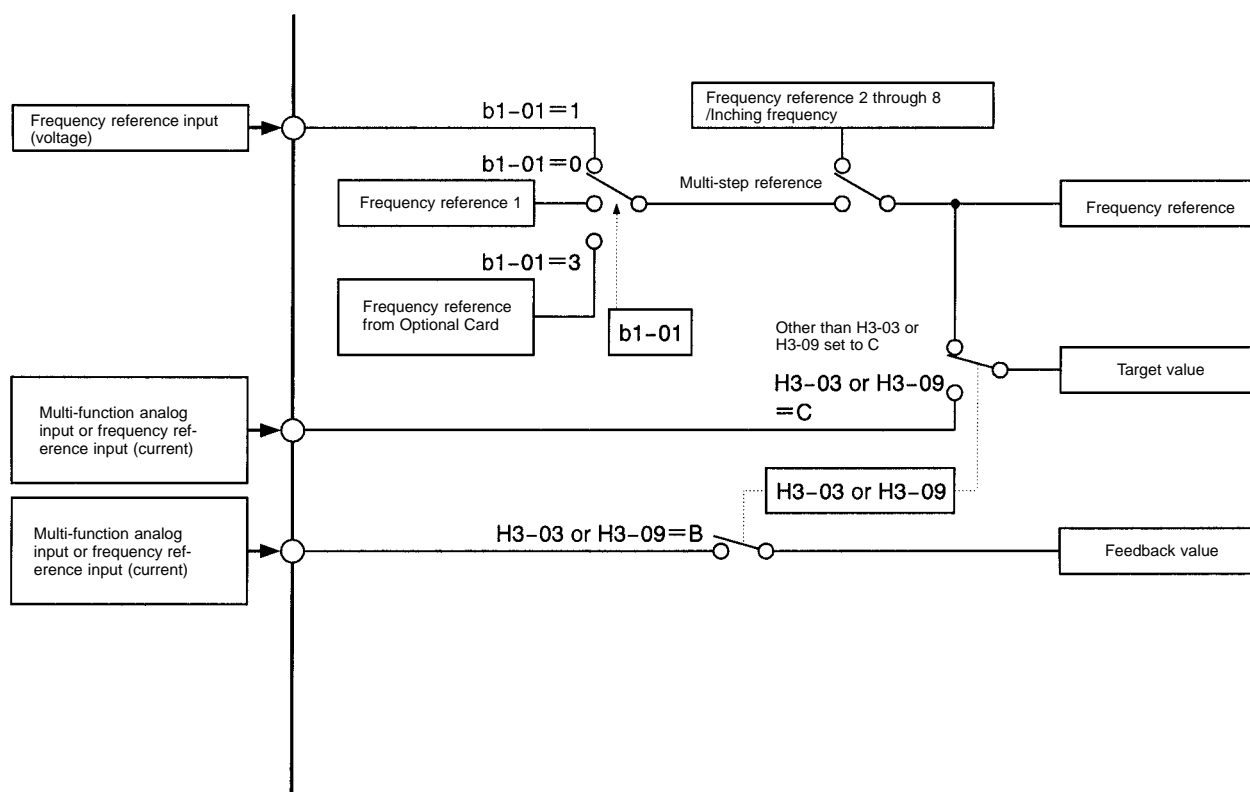 Frequency reference input
(voltage)
b1-01=1
Frequency reference 2 through 8
/Inching frequency
b1-01=0
Frequency reference 1
Multi-step reference
Frequency reference
b1-01=3
Frequency reference
from Optional Card
b1-01
Other than H3-03 or
H3-09 set to C
Target value
Multi-function analog
input or frequency ref-
erence input (current)
H3-03 or H3-09
=C
H3-03 or H3-09
Multi-function analog
input or frequency ref-
erence input (current)
H3-03 or H3-09=B
Feedback value